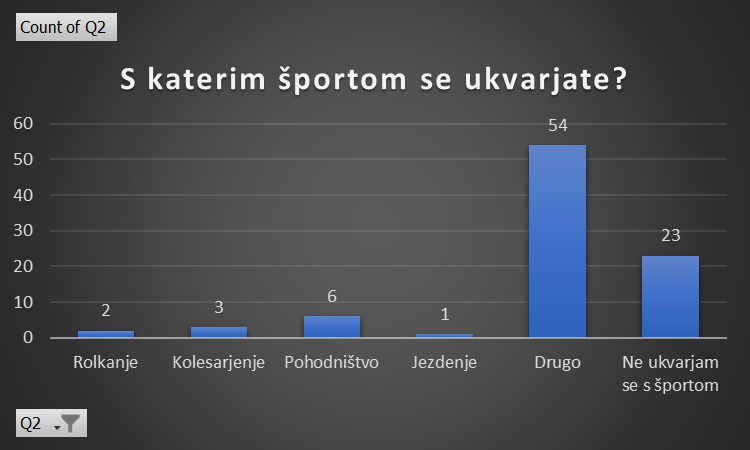 Count of Q2
S katerim športom se ukvarjate?
60
50
40
30
20
10
0
2
3
6
1
54
23
Rolkanje
Kolesarjenje
Pohodništvo
Jezdenje
Drugo
Ne ukvarjam
se s športom
Q2